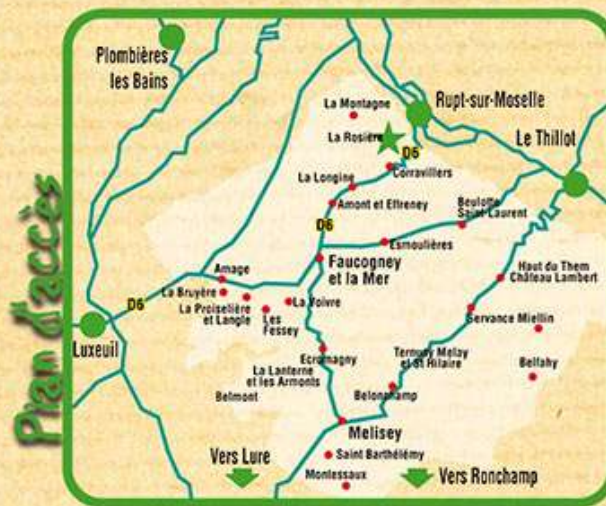 Plan d'accès
Plombières
les Bains
La Montagne
Rupt-sur-Moselle
La Rosière
D6
Le Thillot
Corravillers
La Longine
Amont et Effreney
Beulotte
Saint-Laurent
D6
Esmoulières
Faucogney
et la Mer
Haut du Them
Château Lambert
Amage
La Bruyère
La Proiselière
et Langle
Les
Fessey
La Voivre
D6
Luxeuil
Servance Miellin
Ecromagny
Ternuay Melay
et St Hilaire
La Lanterne
et les Armonts
Belfahy
Belmont
Belonchamp
Melisey
Vers Lure
Saint Barthélémy
Montessaux
Vers Ronchamp